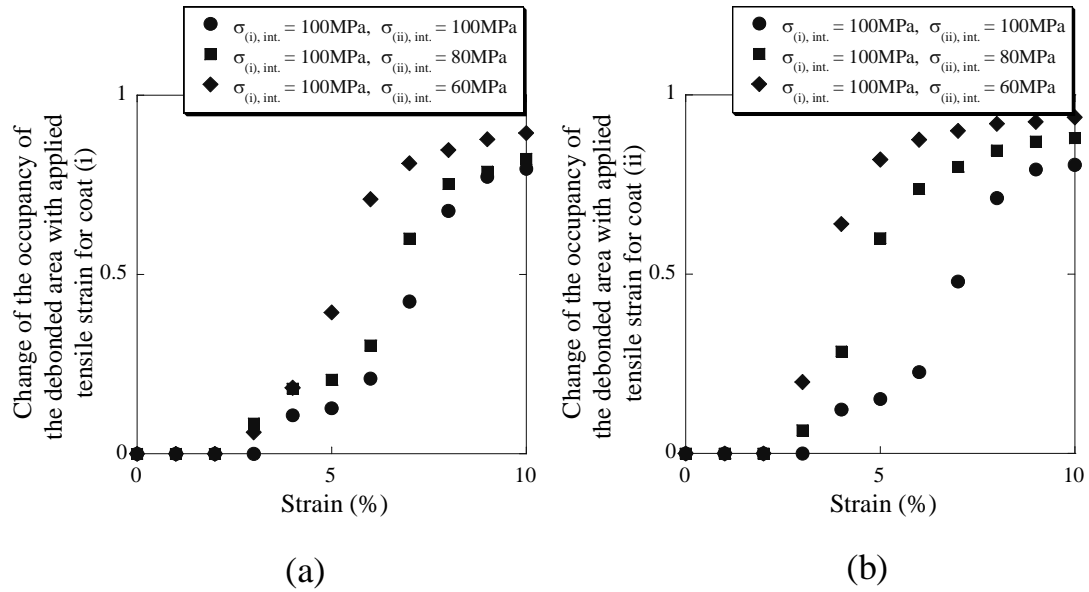 σ(i), int. = 100MPa, σ(ii), int. = 100MPa
σ(i), int. = 100MPa, σ(ii), int. = 80MPa
σ(i), int. = 100MPa, σ(ii), int. = 60MPa
1
0.5
0
0
5
10
Change of the occupancy of
the debonded area with applied
tensile strain for coat (i)
Strain (%)
(a)
σ(i), int. = 100MPa, σ(ii), int. = 100MPa
σ(i), int. = 100MPa, σ(ii), int. = 80MPa
σ(i), int. = 100MPa, σ(ii), int. = 60MPa
1
0.5
0
0
5
10
Change of the occupancy of
the debonded area with applied
tensile strain for coat (ii)
Strain (%)
(b)